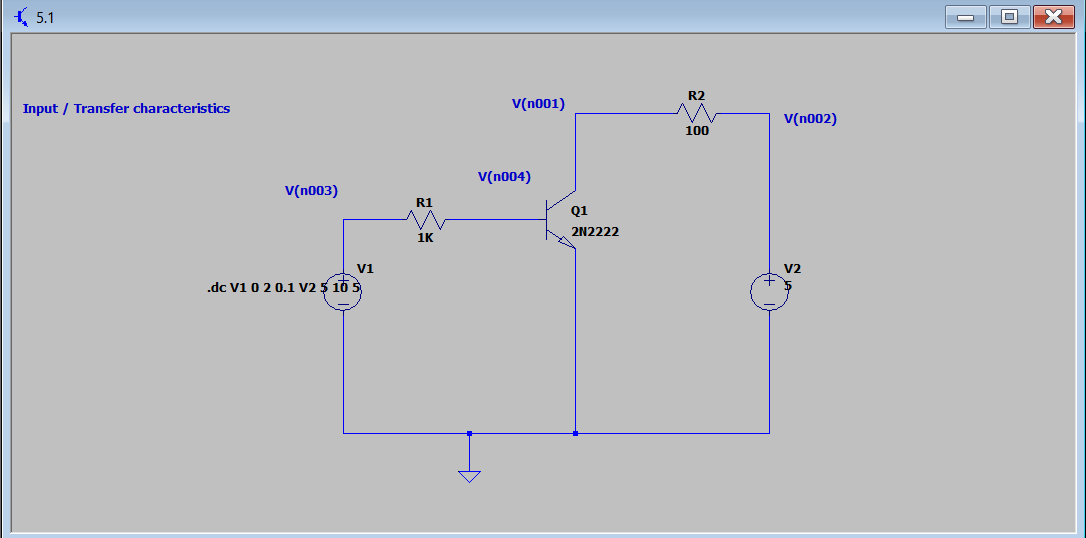 5.1
R2
V(n001)
Input / Transfer characteristics
V(n002)
100
V(n004)
V(n003)
R1
Q1
2N2222
1K
V1
V2
.dc V1 0 2 0.1 V2 5 10 5
5